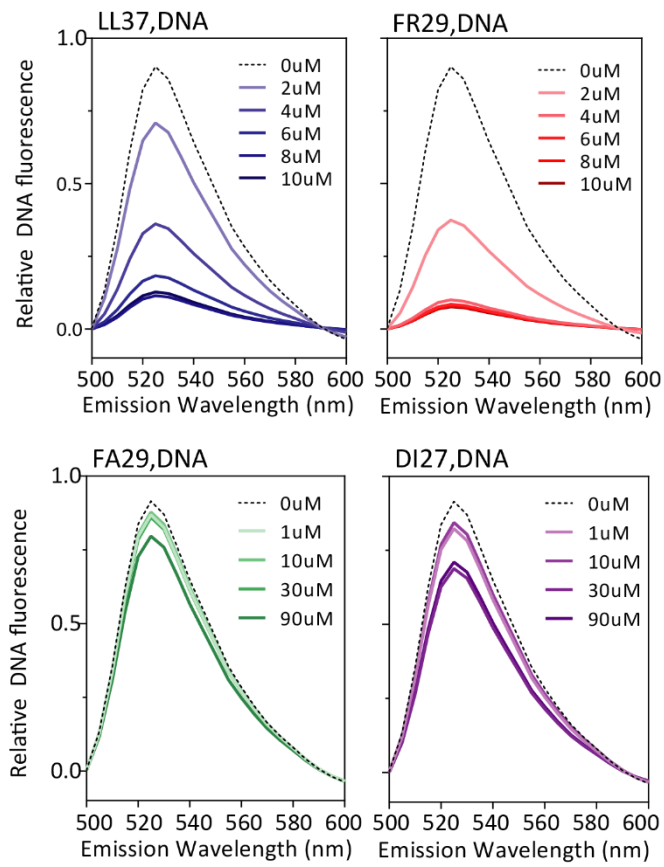 LL37,DNA
1.0
0.5
0.0
Relative DNA fluorescence
0uM
2uM
4uM
6uM
8uM
10uM
500 520 540 560 580 600
Emission Wavelength (nm)
FR29,DNA
0uM
2uM
4uM
6uM
8uM
10uM
500 520 540 560 580 600
Emission Wavelength (nm)
FA29,DNA
1.0
0.5
0.0
Relative DNA fluorescence
0uM
1uM
10uM
30uM
90uM
500 520 540 560 580 600
Emission Wavelength (nm)
DI27,DNA
0uM
1uM
10uM
30uM
90uM
500 520 540 560 580 600
Emission Wavelength (nm)